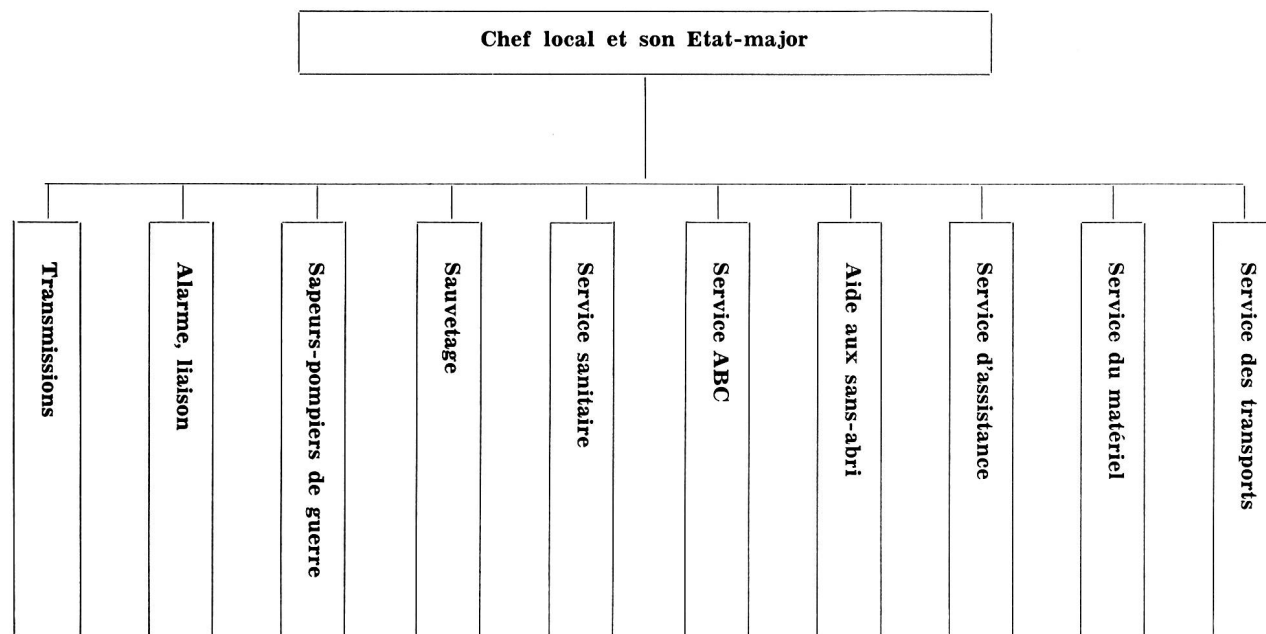 Chef local et son Etat-major
Transmissions
Alarme, liaison
Sapeurs-pompiers de guerre
Sauvetage
Service sanitaire
Service ABC
Aide aux sans-abri
Service d'assistance
Service du matériel
Service des transports